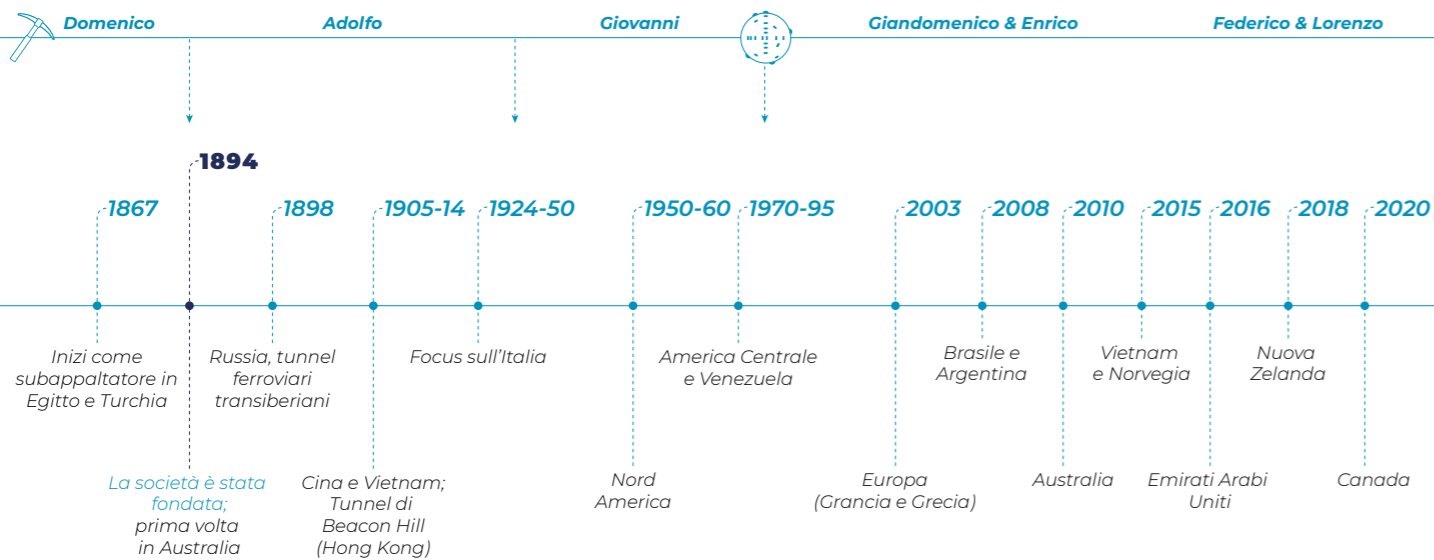 Domenico
Adolfo
Giovanni
Giandomenico & Enrico
Federico & Lorenzo
1894
1867
1898
1905-14
1924-50
1950-60
1970-95
2003
2008
2010
2015
2016
2018
2020
Inizi come
subappaltatore in
Egitto e Turchia
Russia, tunnel
ferroviari
transiberiani
Focus sull'Italia
America Centrale
e Venezuela
Brasile e
Argentina
Vietnam
e Norvegia
Nuova
Zelanda
La società è stata
fondata;
prima volta
in Australia
Cina e Vietnam;
Tunnel di
Beacon Hill
(Hong Kong)
Nord
America
Europa
(Grancia e Grecia)
Australia
Emirati Arabi
Uniti
Canada